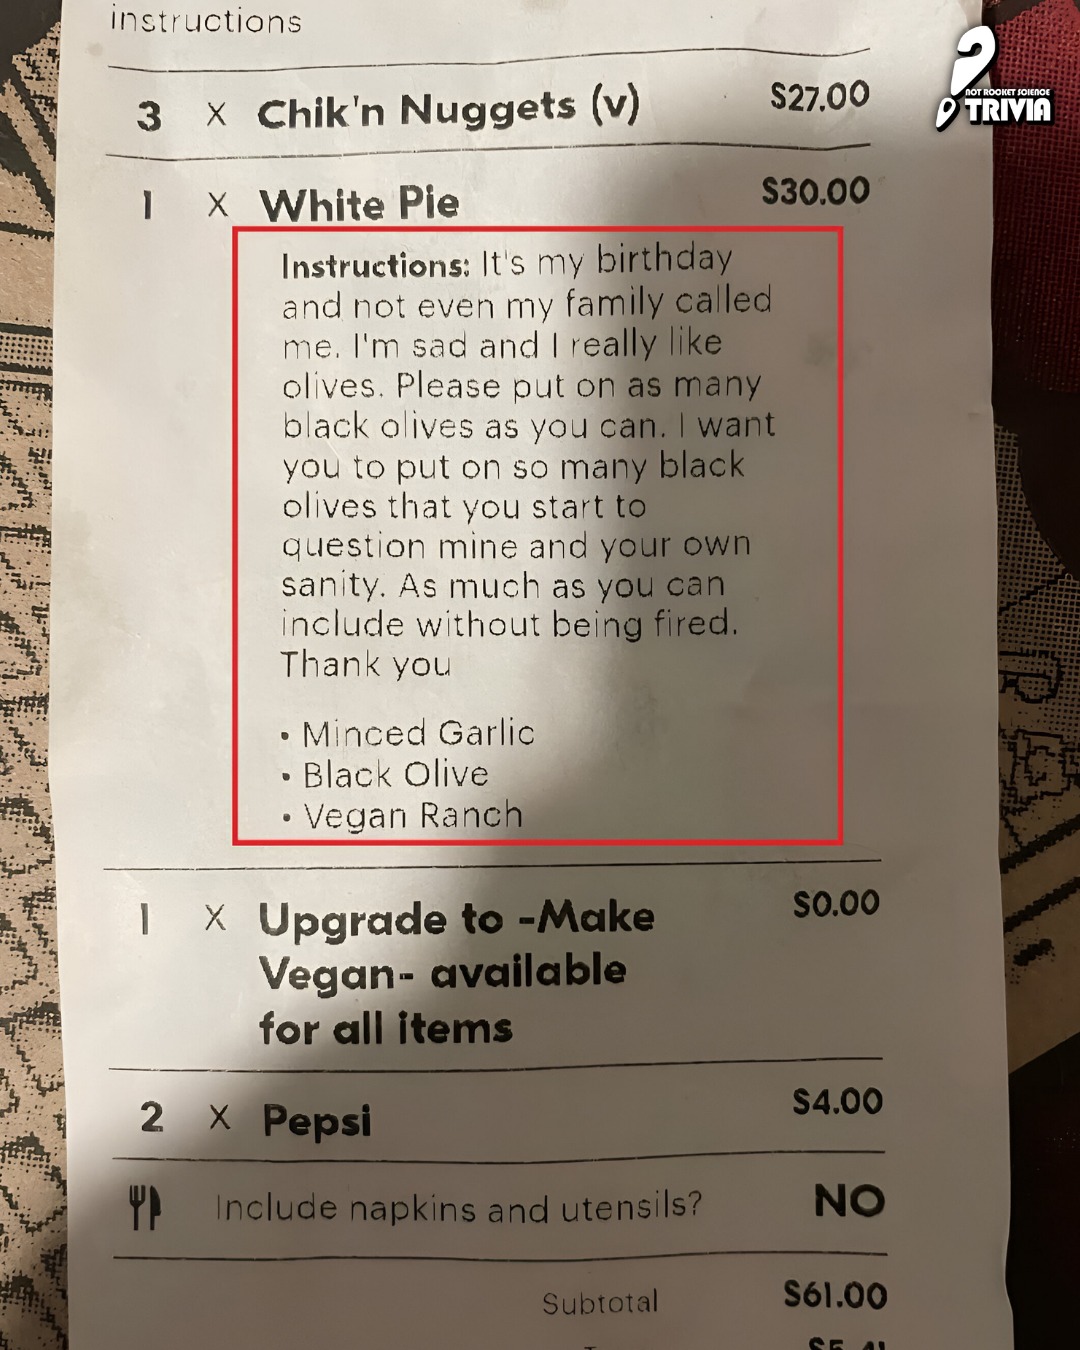 instructions
NOT ROCKET SCIENCE
TRIVIA
3 X Chik'n Nuggets (v) $27.00
1 X White Pie $30.00
Instructions: It's my birthday
and not even my family called
me. I'm sad and I really like
olives. Please put on as many
black olives as you can. I want
you to put on so many black
olives that you start to
question mine and your own
sanity. As much as you can
include without being fired.
Thank you
• Minced Garlic
• Black Olive
• Vegan Ranch
1 X Upgrade to -Make $0.00
Vegan- available
for all items
2 X Pepsi $4.00
Include napkins and utensils? NO
Subtotal $61.00